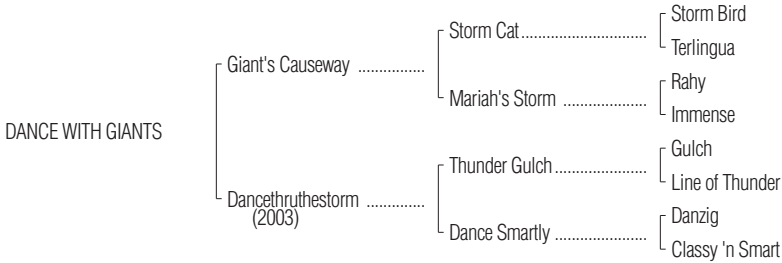 Storm Bird
Storm Cat..............................
Terlingua
Giant's Causeway ................
Rahy
Mariah's Storm .....................
Immense
DANCE WITH GIANTS
Gulch
Thunder Gulch.......................
Line of Thunder
Dancethruthestorm ..............
(2003)
Danzig
Dance Smartly .......................
Classy 'n Smart